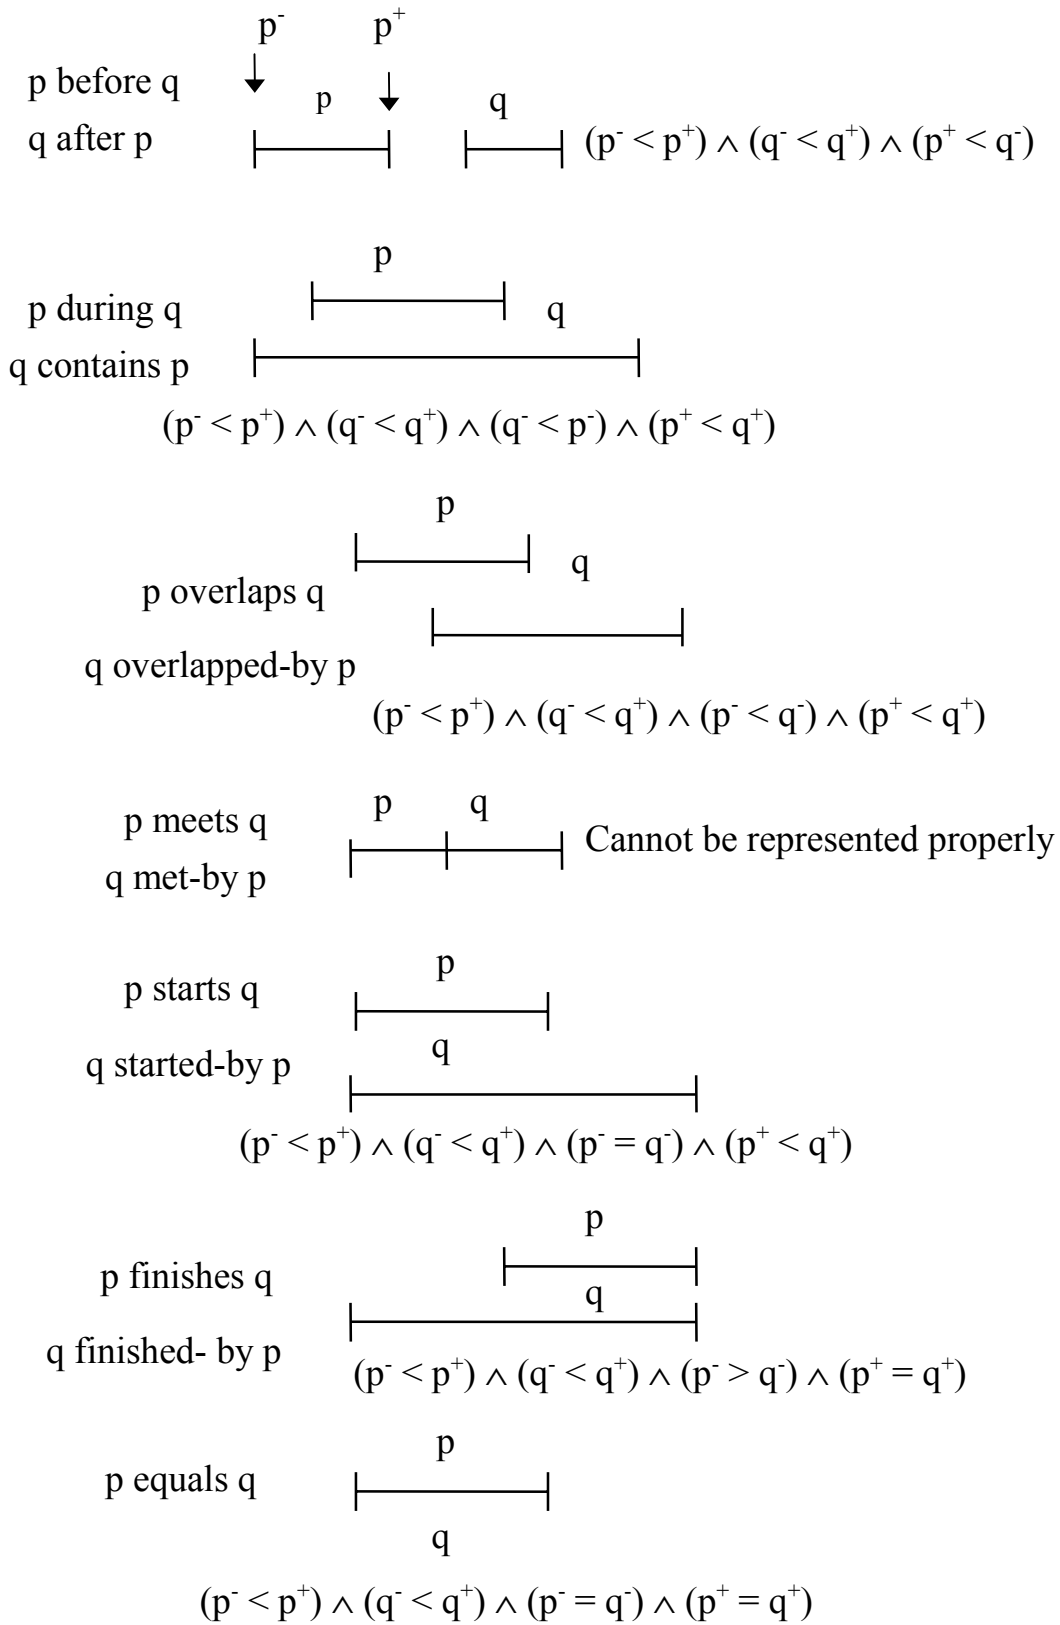 p⁻ p⁺
p before q
p q
q after p (p⁻ < p⁺) ∧ (q⁻ < q⁺) ∧ (p⁺ < q⁻)
p
p during q q
q contains p
(p⁻ < p⁺) ∧ (q⁻ < q⁺) ∧ (q⁻ < p⁻) ∧ (p⁺ < q⁺)
p
q
p overlaps q
q overlapped-by p
(p⁻ < p⁺) ∧ (q⁻ < q⁺) ∧ (p⁻ < q⁻) ∧ (p⁺ < q⁺)
p q
p meets q Cannot be represented properly
q met-by p
p
p starts q
q
q started-by p
(p⁻ < p⁺) ∧ (q⁻ < q⁺) ∧ (p⁻ = q⁻) ∧ (p⁺ < q⁺)
p
p finishes q
q
q finished- by p
(p⁻ < p⁺) ∧ (q⁻ < q⁺) ∧ (p⁻ > q⁻) ∧ (p⁺ = q⁺)
p
p equals q
q
(p⁻ < p⁺) ∧ (q⁻ < q⁺) ∧ (p⁻ = q⁻) ∧ (p⁺ = q⁺)